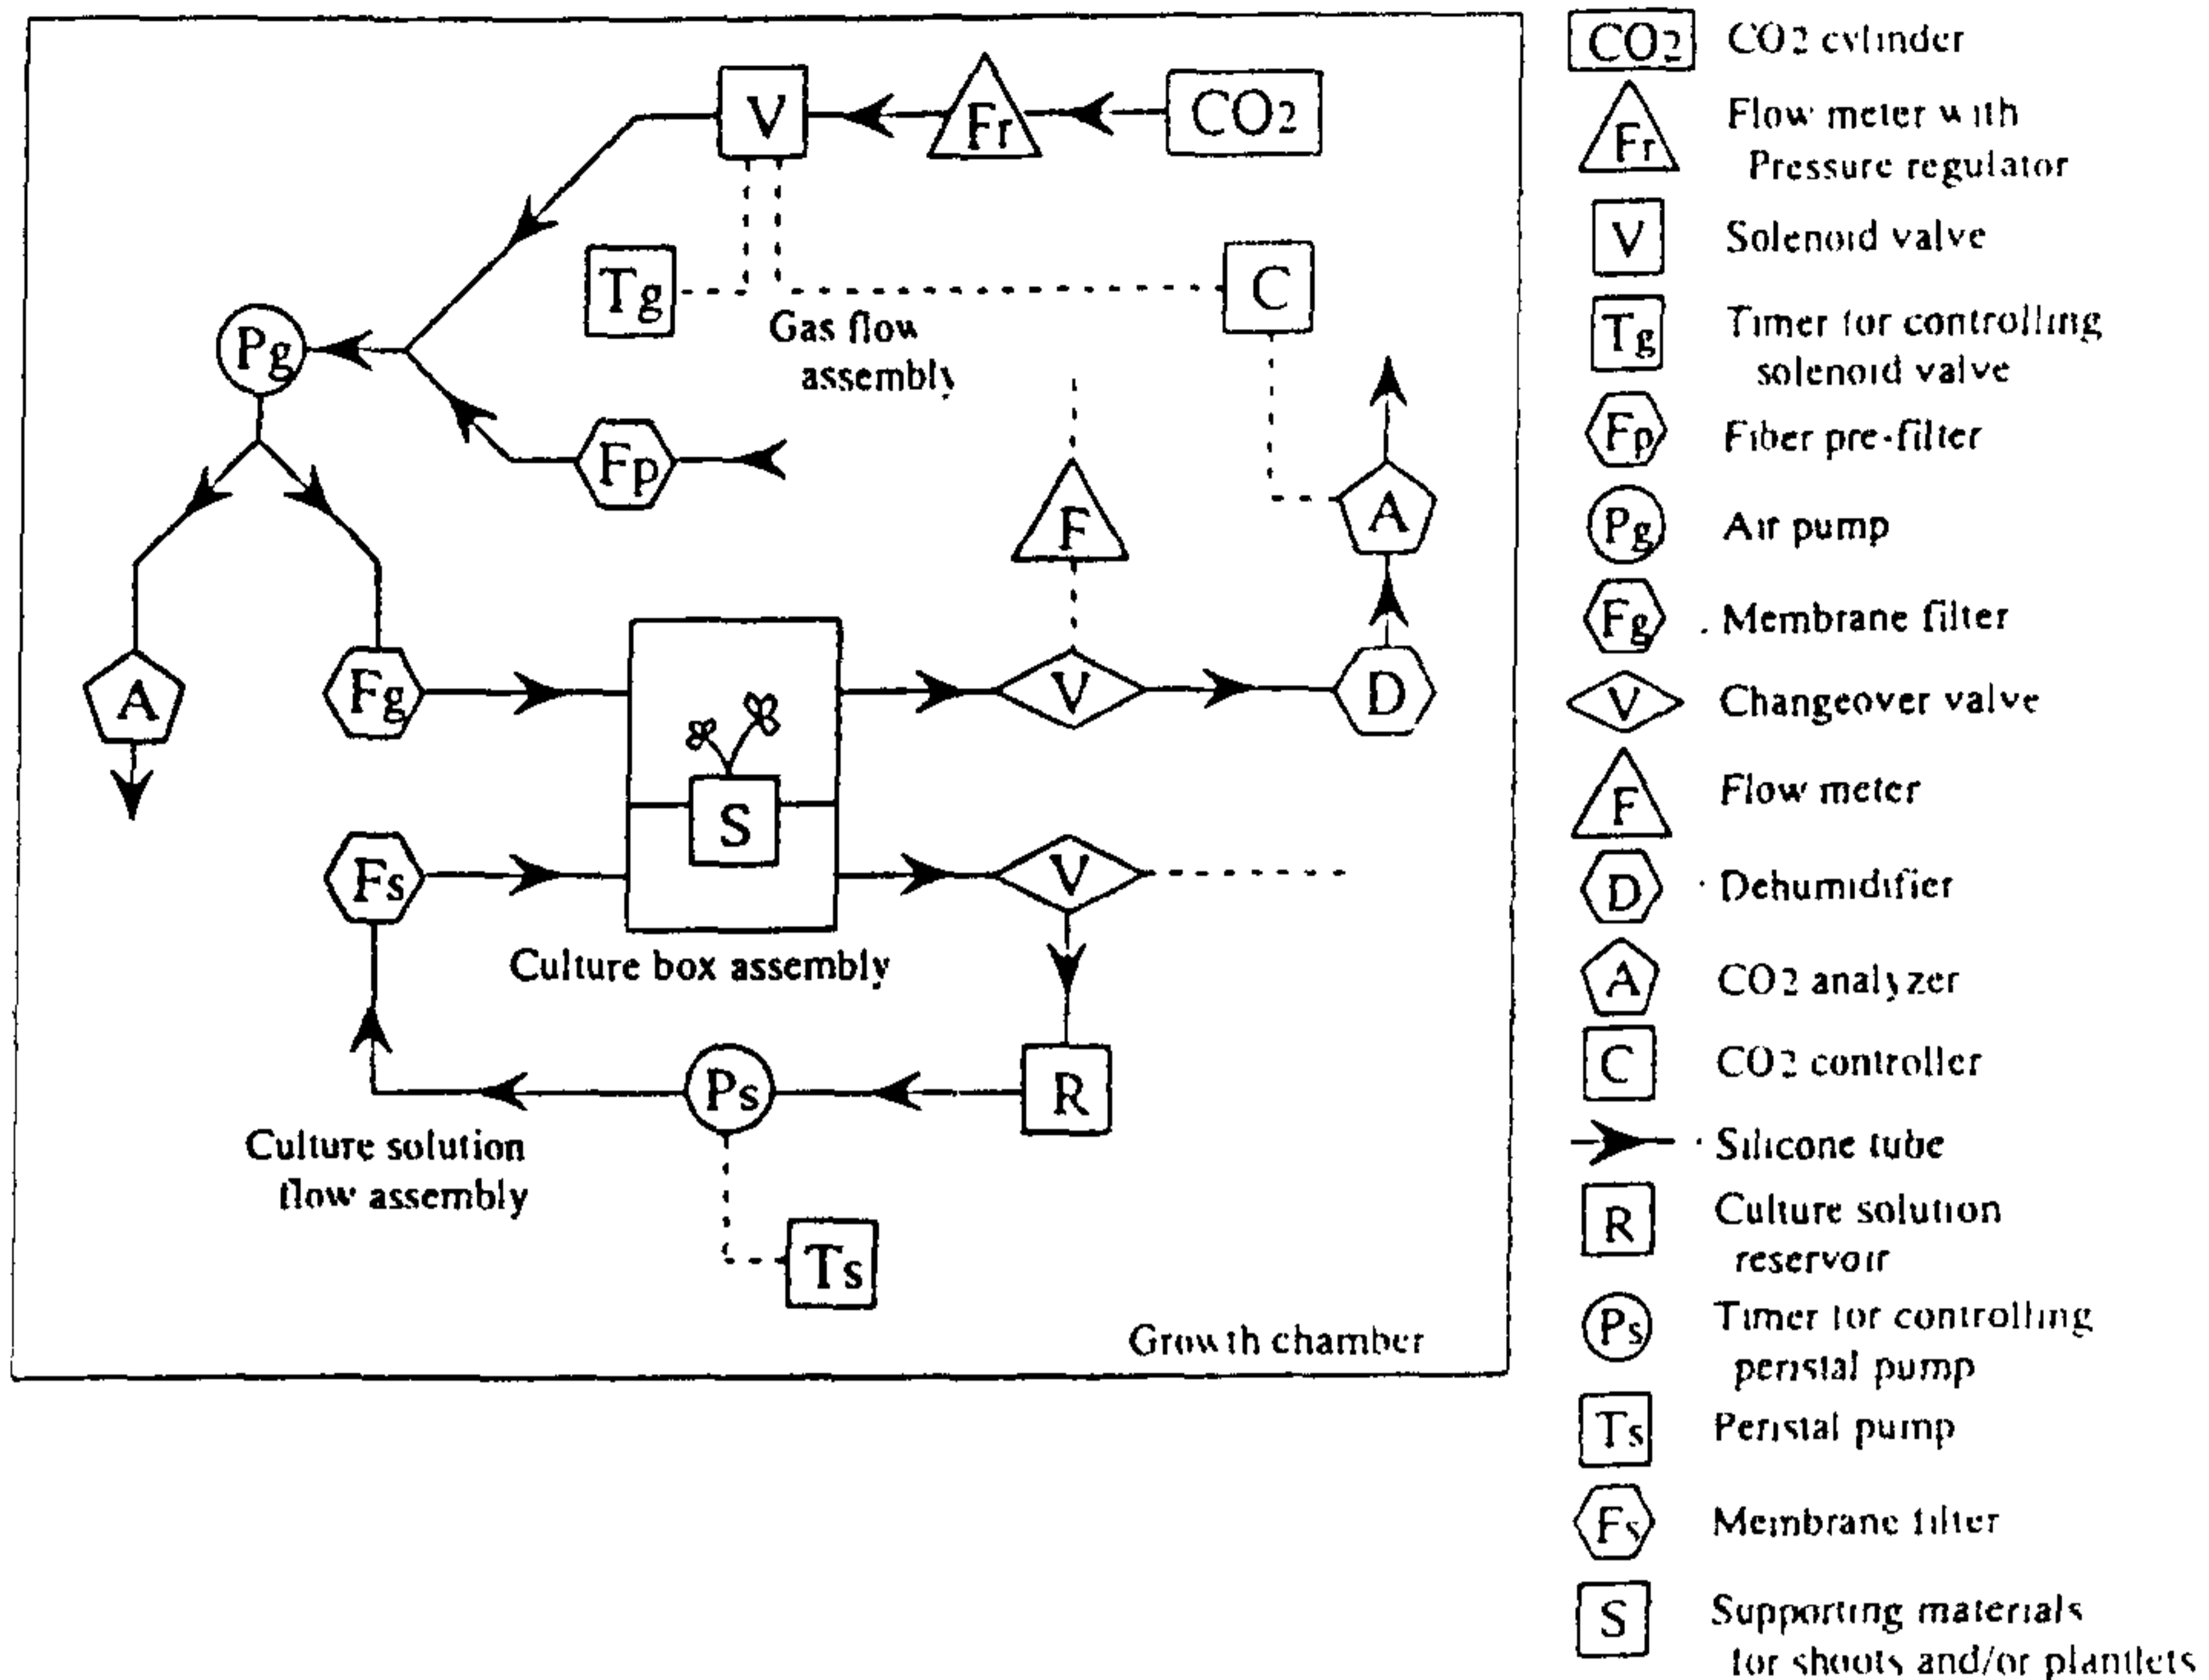 V
Fr
CO2
Tg
C
Gas flow
assembly
Pg
Fp
F
A
A
Fg
V
D
S
Fs
V
Culture box assembly
Ps
R
Culture solution
flow assembly
Ts
Growth chamber
CO2 CO2 cylinder
Fr Flow meter with
Pressure regulator
V Solenoid valve
Tg Timer for controlling
solenoid valve
Fp Fiber pre-filter
Pg Air pump
Fg Membrane filter
V Changeover valve
F Flow meter
D Dehumidifier
A CO2 analyzer
C CO2 controller
Silicone tube
R Culture solution
reservoir
Ps Timer for controlling
peristal pump
Ts Peristal pump
Fs Membrane filter
S Supporting materials
for shoots and/or plantlets